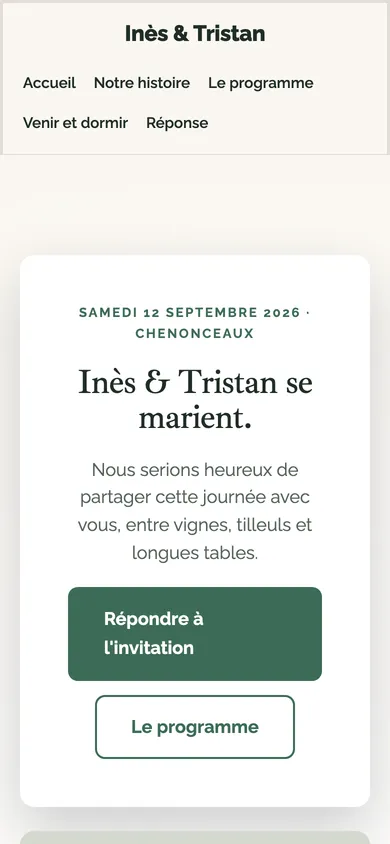 Inès & Tristan
Accueil Notre histoire Le programme
Venir et dormir Réponse
SAMEDI 12 SEPTEMBRE 2026 ·
CHENONCEAUX
Inès & Tristan se
marient.
Nous serions heureux de
partager cette journée avec
vous, entre vignes, tilleuls et
longues tables.
Répondre à
l'invitation
Le programme